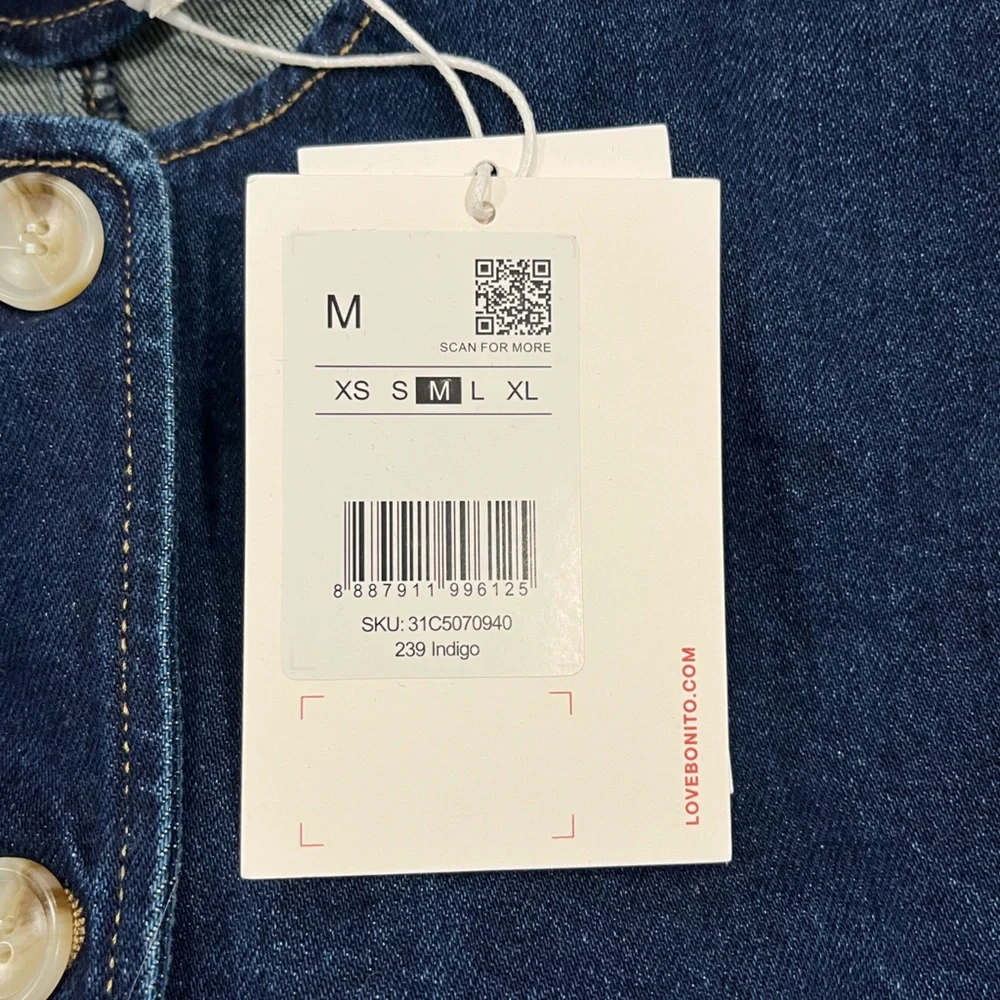 M
SCAN FOR MORE
XS S M L XL
8 887911 996125
SKU: 31C5070940
239 Indigo
LOVEBONITO.COM